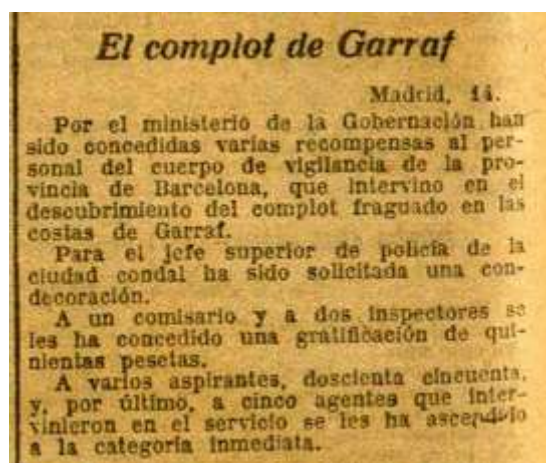 El complot de Garraf
Madrid, 14.
Por el ministerio de la Gobernación han
sido concedidas varias recompensas al per-
sonal del cuerpo de vigilancia de la pro-
vincia de Barcelona, que intervino en el
descubrimiento del complot fraguado en las
costas de Garraf.
Para el jefe superior de policía de la
ciudad condal ha sido solicitada una con-
decoración.
A un comisario y a dos inspectores se
les ha concedido una gratificación de qui-
nientas pesetas.
A varios aspirantes, doscienta cincuenta,
y, por último, a cinco agentes que inter-
vinieron en el servicio se les ha ascendido
a la categoría inmediata.